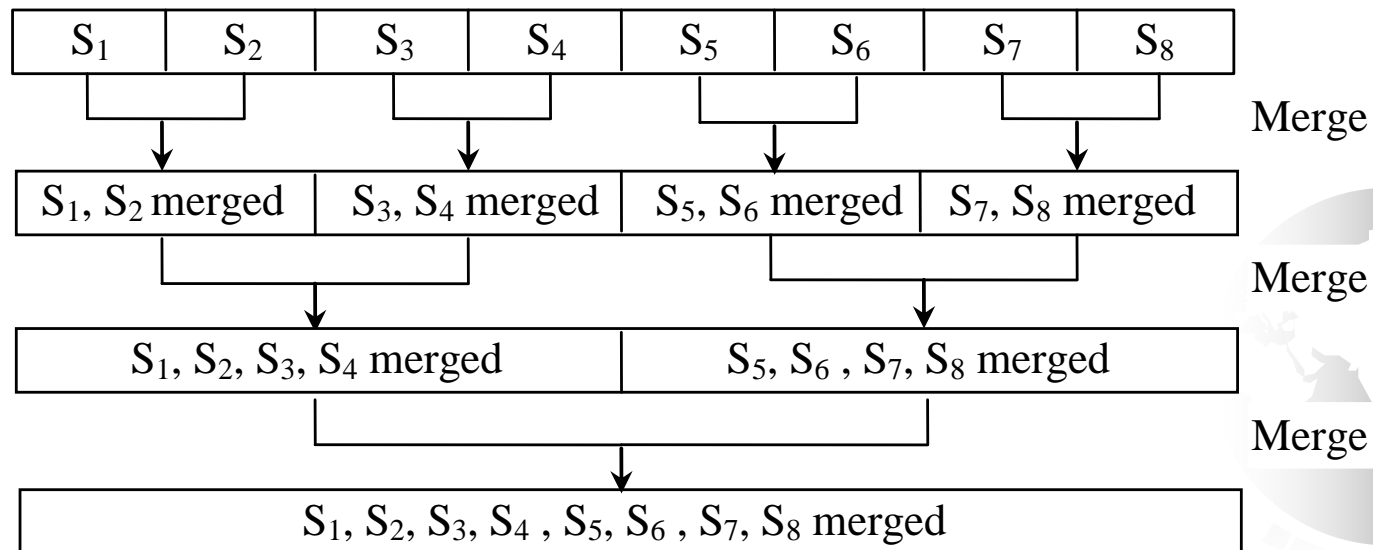 S₁ S₂ S₃ S₄ S₅ S₆ S₇ S₈
Merge
S₁, S₂ merged S₃, S₄ merged S₅, S₆ merged S₇, S₈ merged
Merge
S₁, S₂, S₃, S₄ merged S₅, S₆ , S₇, S₈ merged
Merge
S₁, S₂, S₃, S₄ , S₅, S₆ , S₇, S₈ merged